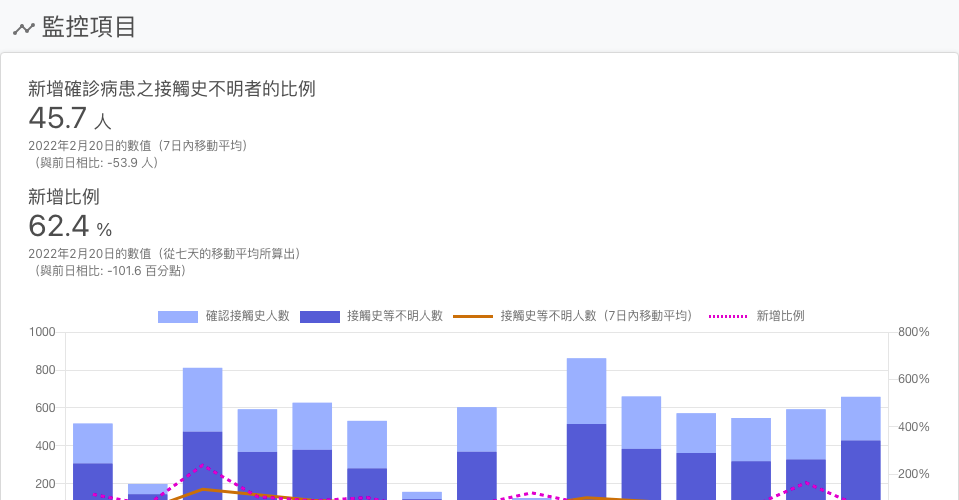 監控項目
新增確診病患之接觸史不明者的比例
45.7 人
2022年2月20日的數值（7日內移動平均）
（與前日相比: -53.9 人）
新增比例
62.4 %
2022年2月20日的數值（從七天的移動平均所算出）
（與前日相比: -101.6 百分點）
確認接觸史人數 接觸史等不明人數 接觸史等不明人數（7日內移動平均） 新增比例
1000 800%
800
600% 
600
400%
400
200%
200